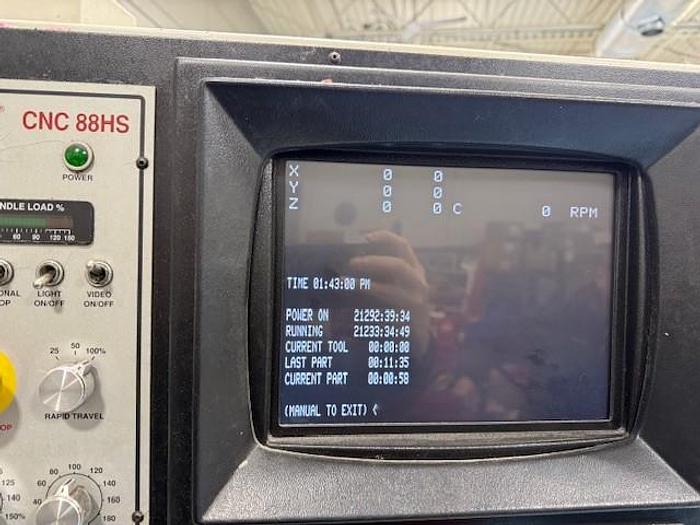 CNC 88HS
POWER
NDLE LOAD %
60 90 120 150
ONAL LIGHT VIDEO
OP ON/OFF ON/OFF
25 50 100%
RAPID TRAVEL
OP
80 100 120
60 140
40 160
180
140
150%
X 0 0
Y 0 0
Z 0 0 C 0 RPM
TIME 01:43:00 PM
POWER ON 21292:39:34
RUNNING 21233:34:49
CURRENT TOOL 00:00:00
LAST PART 00:11:35
CURRENT PART 00:00:58
(MANUAL TO EXIT) <